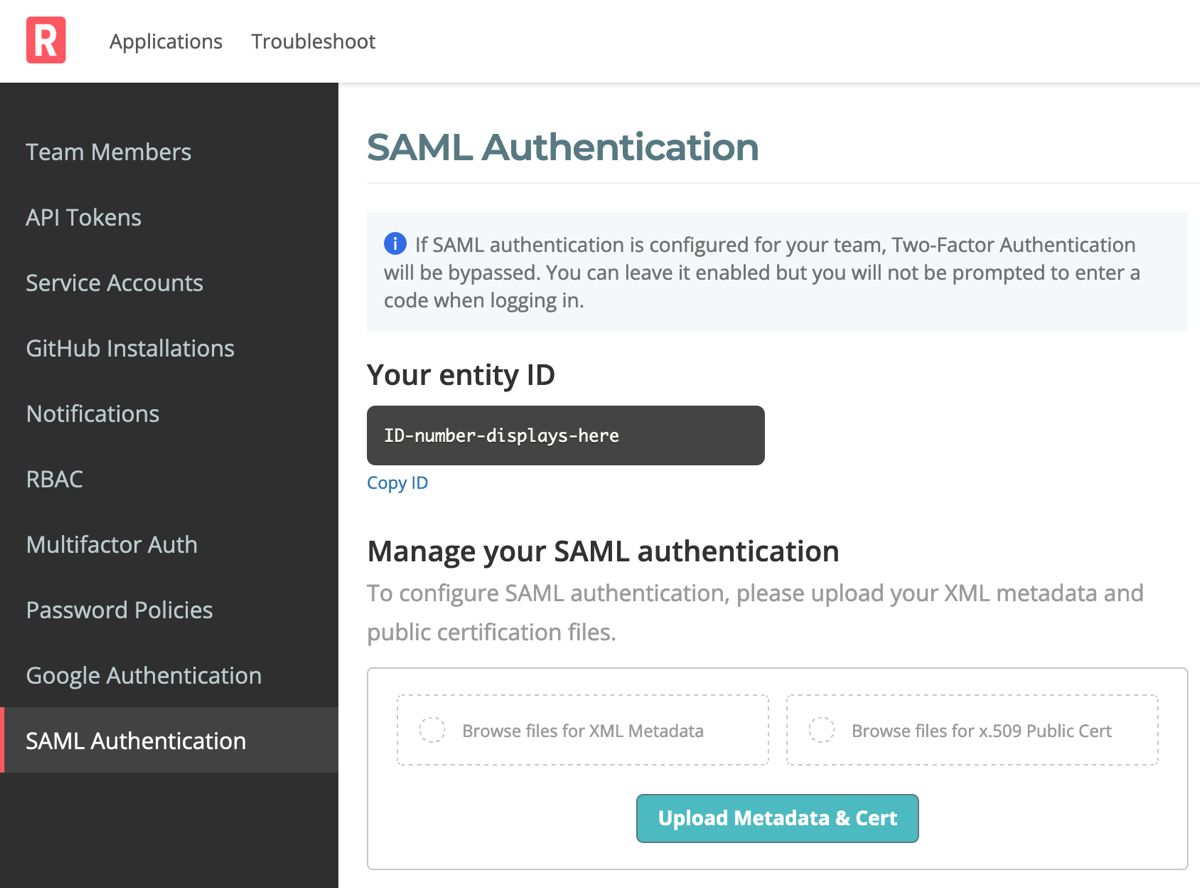 R
Applications
Troubleshoot
Team Members
API Tokens
Service Accounts
GitHub Installations
Notifications
RBAC
Multifactor Auth
Password Policies
Google Authentication
SAML Authentication
SAML Authentication
i If SAML authentication is configured for your team, Two-Factor Authentication
will be bypassed. You can leave it enabled but you will not be prompted to enter a
code when logging in.
Your entity ID
ID-number-displays-here
Copy ID
Manage your SAML authentication
To configure SAML authentication, please upload your XML metadata and
public certification files.
Browse files for XML Metadata
Browse files for x.509 Public Cert
Upload Metadata & Cert